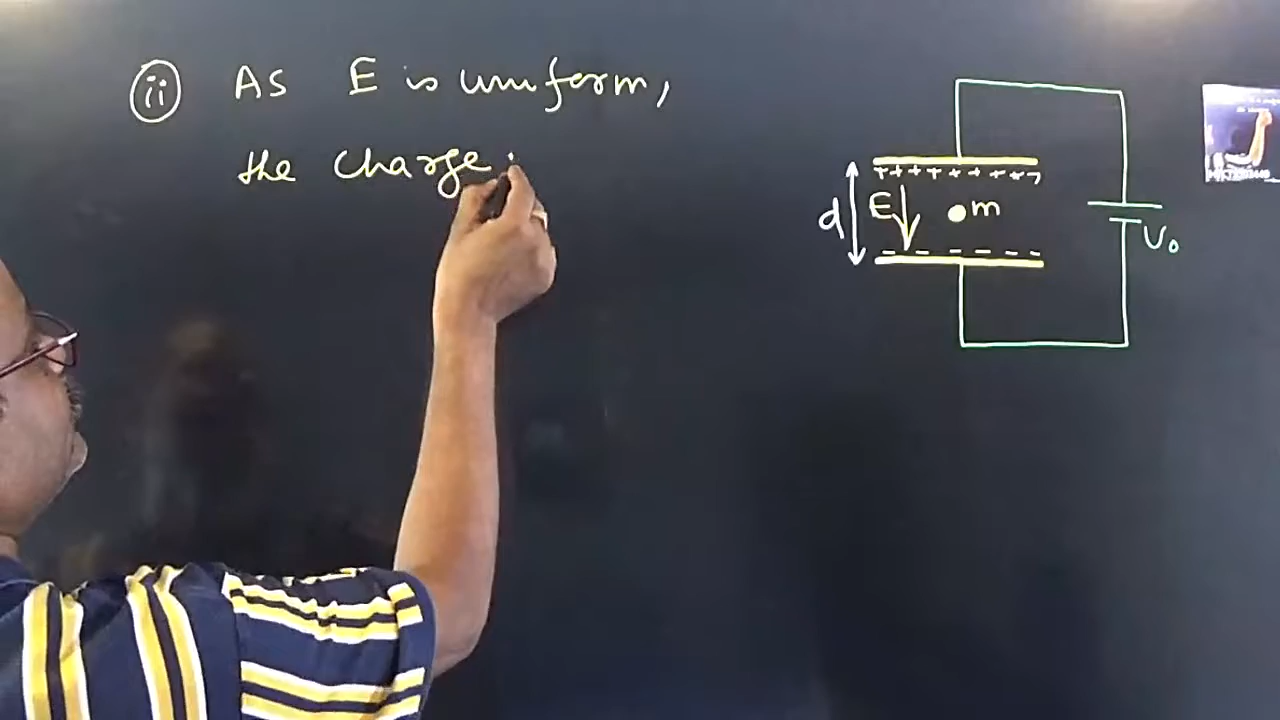 ii As E is uniform,
the charge
+ + + + + + + + +
d E m
- - - - - -
V₀